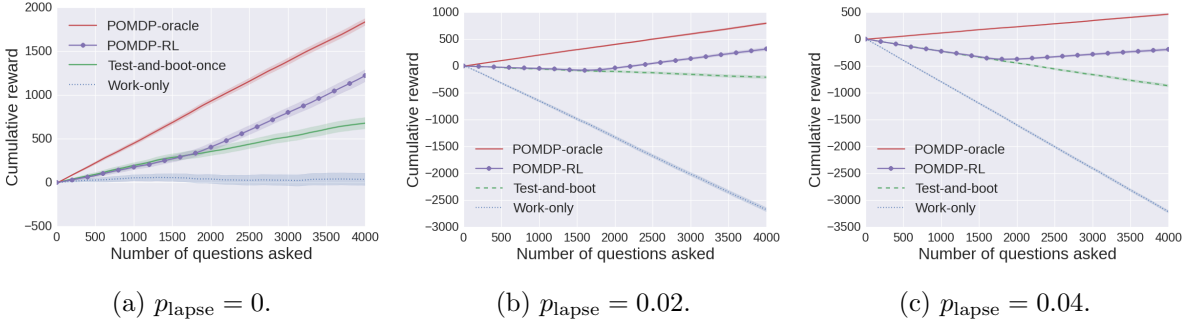 2000
1500
1000
500
0
−500
Cumulative reward
POMDP-oracle
POMDP-RL
Test-and-boot-once
Work-only
0 500 1000 1500 2000 2500 3000 3500 4000
Number of questions asked
(a) p_lapse = 0.
1000
500
0
−500
−1000
−1500
−2000
−2500
−3000
Cumulative reward
POMDP-oracle
POMDP-RL
Test-and-boot
Work-only
0 500 1000 1500 2000 2500 3000 3500 4000
Number of questions asked
(b) p_lapse = 0.02.
500
0
−500
−1000
−1500
−2000
−2500
−3000
−3500
Cumulative reward
POMDP-oracle
POMDP-RL
Test-and-boot
Work-only
0 500 1000 1500 2000 2500 3000 3500 4000
Number of questions asked
(c) p_lapse = 0.04.